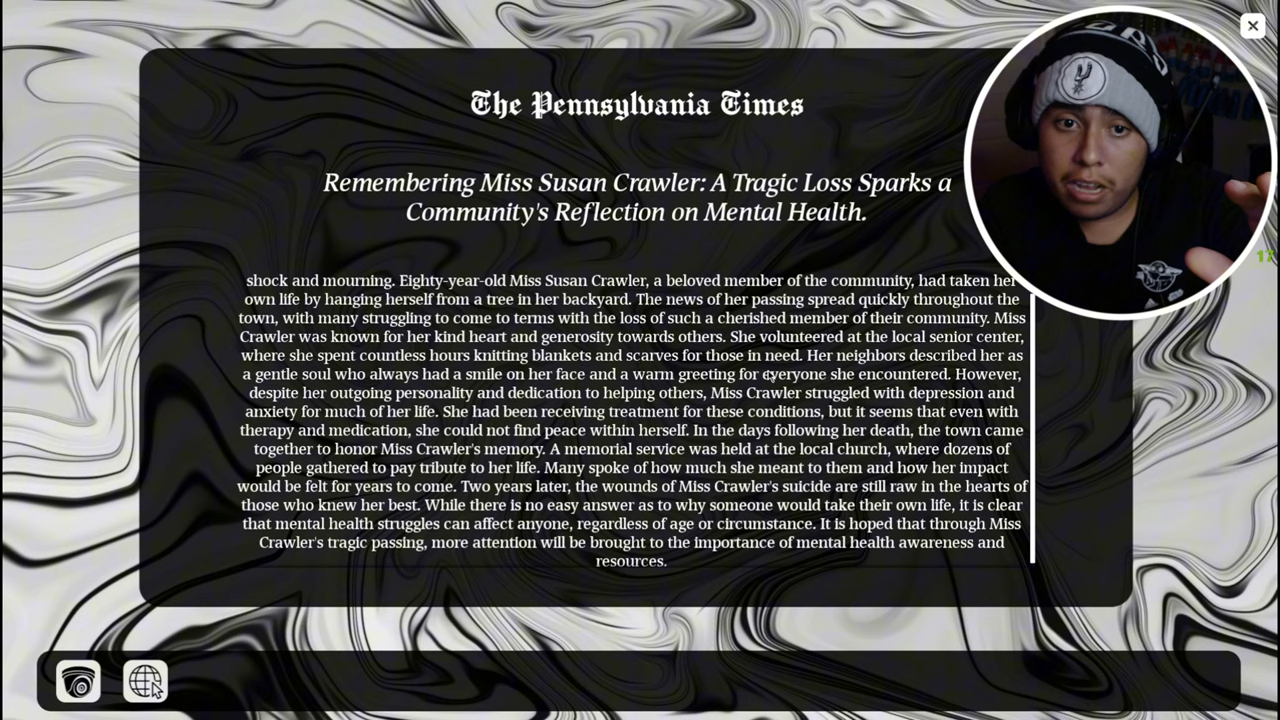 The Pennsylvania Times
Remembering Miss Susan Crawler: A Tragic Loss Sparks a
Community's Reflection on Mental Health.
shock and mourning. Eighty-year-old Miss Susan Crawler, a beloved member of the community, had taken her
own life by hanging herself from a tree in her backyard. The news of her passing spread quickly throughout the
town, with many struggling to come to terms with the loss of such a cherished member of their community. Miss
Crawler was known for her kind heart and generosity towards others. She volunteered at the local senior center,
where she spent countless hours knitting blankets and scarves for those in need. Her neighbors described her as
a gentle soul who always had a smile on her face and a warm greeting for everyone she encountered. However,
despite her outgoing personality and dedication to helping others, Miss Crawler struggled with depression and
anxiety for much of her life. She had been receiving treatment for these conditions, but it seems that even with
therapy and medication, she could not find peace within herself. In the days following her death, the town came
together to honor Miss Crawler's memory. A memorial service was held at the local church, where dozens of
people gathered to pay tribute to her life. Many spoke of how much she meant to them and how her impact
would be felt for years to come. Two years later, the wounds of Miss Crawler's suicide are still raw in the hearts of
those who knew her best. While there is no easy answer as to why someone would take their own life, it is clear
that mental health struggles can affect anyone, regardless of age or circumstance. It is hoped that through Miss
Crawler's tragic passing, more attention will be brought to the importance of mental health awareness and
resources.